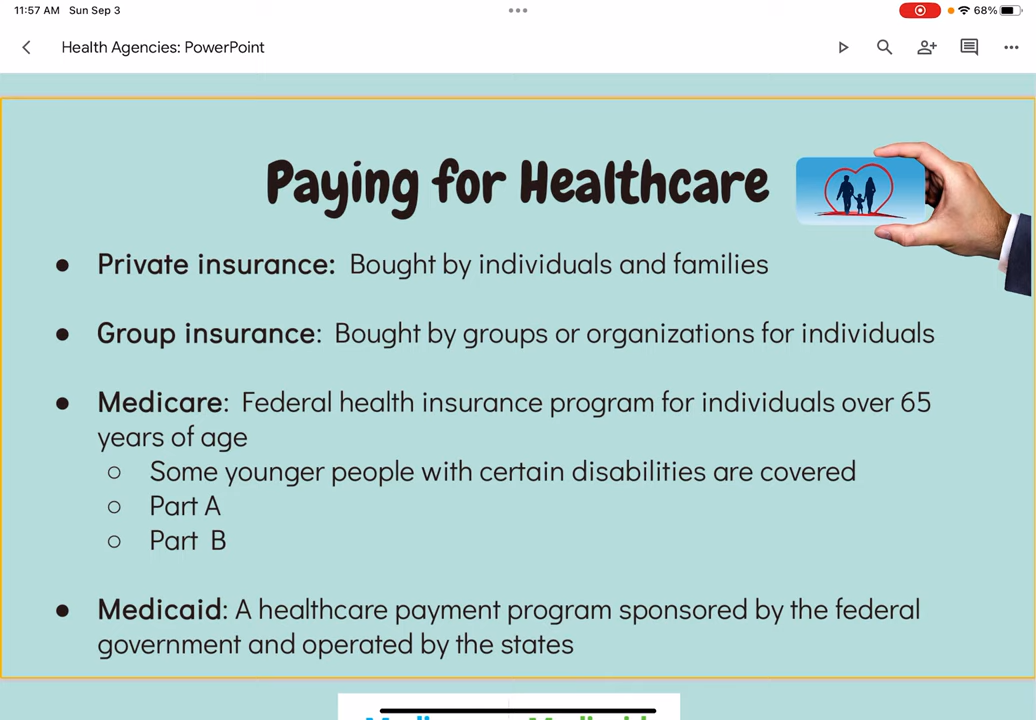 11:57 AM Sun Sep 3
68%
Health Agencies: PowerPoint
Paying for Healthcare
● Private insurance: Bought by individuals and families
● Group insurance: Bought by groups or organizations for individuals
● Medicare: Federal health insurance program for individuals over 65
years of age
○ Some younger people with certain disabilities are covered
○ Part A
○ Part B
● Medicaid: A healthcare payment program sponsored by the federal
government and operated by the states